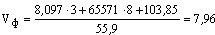 V_ф = (8,097 · 3 + 65571 · 8 + 103,85) / 55,9 = 7,96